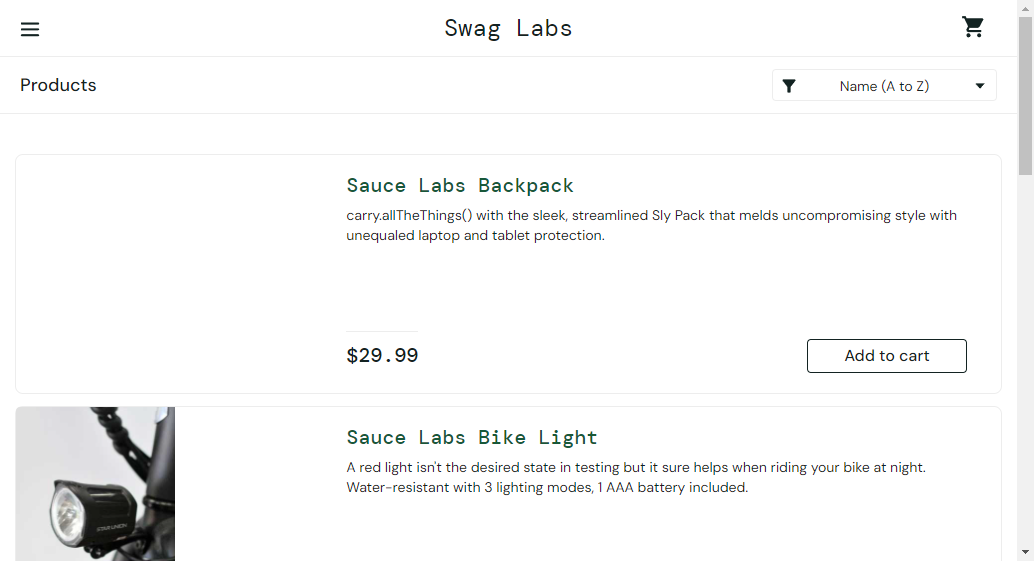 Swag Labs
Products
Name (A to Z)
Sauce Labs Backpack
carry.allTheThings() with the sleek, streamlined Sly Pack that melds uncompromising style with
unequaled laptop and tablet protection.
$29.99
Add to cart
Sauce Labs Bike Light
A red light isn't the desired state in testing but it sure helps when riding your bike at night.
Water-resistant with 3 lighting modes, 1 AAA battery included.